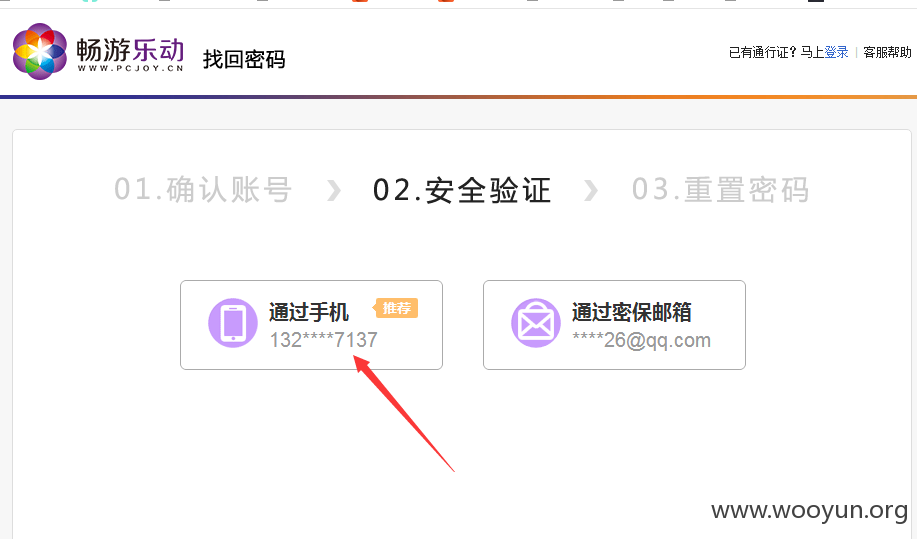 畅游乐动
WWW.PCJOY.CN
找回密码
已有通行证？马上登录 | 客服帮助
01.确认账号 > 02.安全验证 > 03.重置密码
通过手机 推荐
132****7137
通过密保邮箱
****26@qq.com
www.wooyun.org